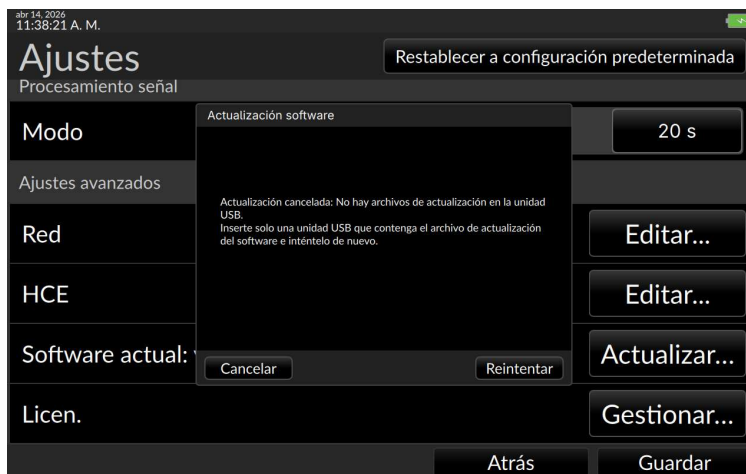 abr 14, 2026
11:38:21 A. M.
Ajustes
Restablecer a configuración predeterminada
Procesamiento señal
Modo
20 s
Ajustes avanzados
Red
Editar...
HCE
Editar...
Software actual:
Actualizar...
Licen.
Gestionar...
Atrás
Guardar
Actualización software
Actualización cancelada: No hay archivos de actualización en la unidad
USB.
Inserte solo una unidad USB que contenga el archivo de actualización
del software e inténtelo de nuevo.
Cancelar
Reintentar